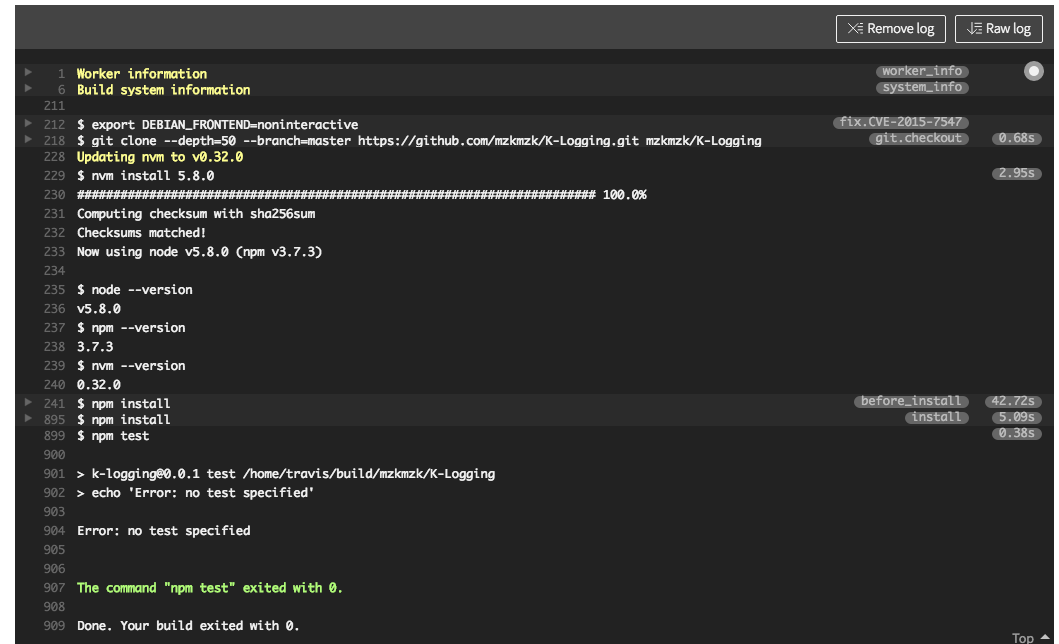 Remove log Raw log
1 Worker information worker_info
6 Build system information system_info
211
212 $ export DEBIAN_FRONTEND=noninteractive fix.CVE-2015-7547
218 $ git clone --depth=50 --branch=master https://github.com/mzkmzk/K-Logging.git mzkmzk/K-Logging git.checkout 0.68s
228 Updating nvm to v0.32.0
229 $ nvm install 5.8.0 2.95s
230 ######################################################################## 100.0%
231 Computing checksum with sha256sum
232 Checksums matched!
233 Now using node v5.8.0 (npm v3.7.3)
234
235 $ node --version
236 v5.8.0
237 $ npm --version
238 3.7.3
239 $ nvm --version
240 0.32.0
241 $ npm install before_install 42.72s
895 $ npm install install 5.09s
899 $ npm test 0.38s
900
901 > k-logging@0.0.1 test /home/travis/build/mzkmzk/K-Logging
902 > echo 'Error: no test specified'
903
904 Error: no test specified
905
906
907 The command "npm test" exited with 0.
908
909 Done. Your build exited with 0.
Top